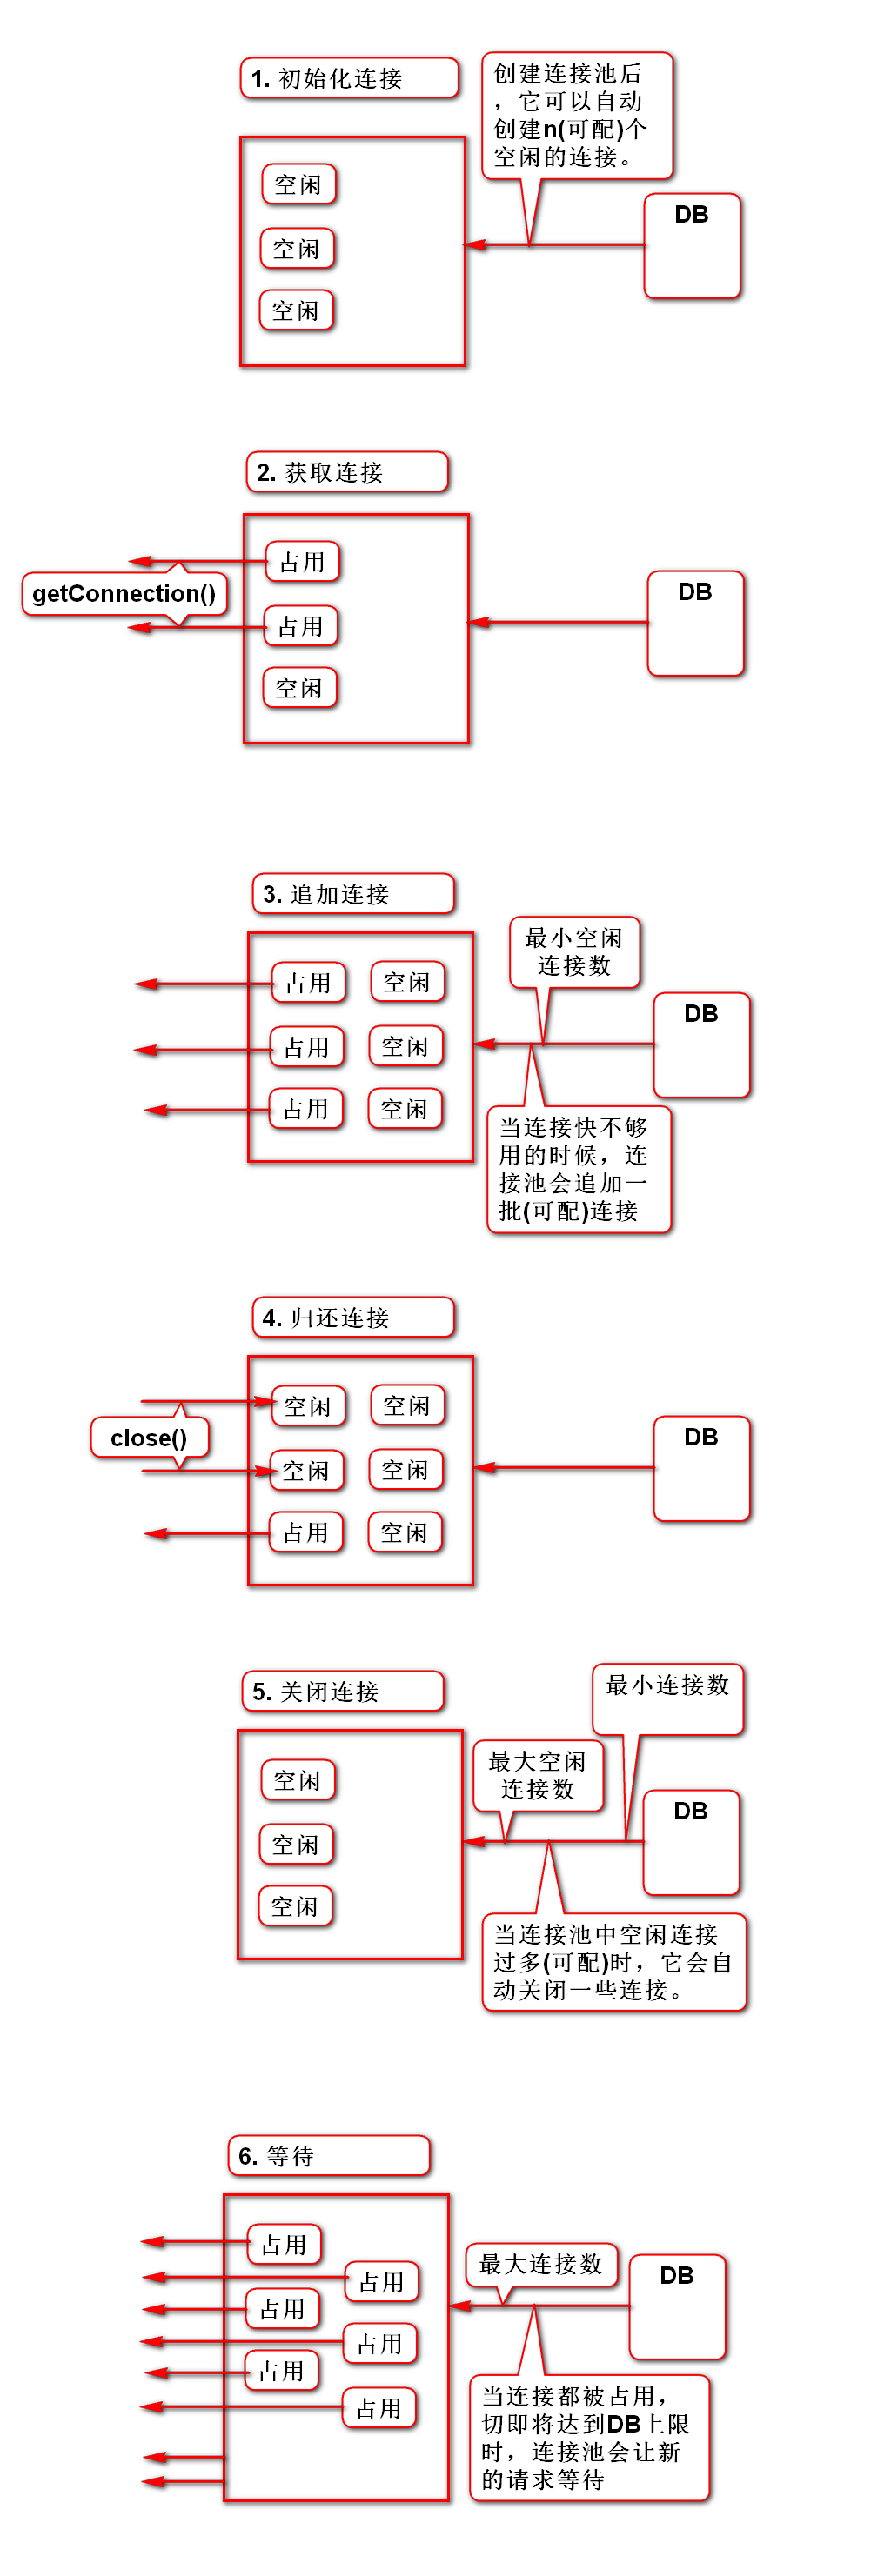 1. 初始化连接
创建连接池后
，它可以自动
创建n(可配)个
空闲的连接。
空闲
空闲
空闲
DB
2. 获取连接
占用
getConnection()
占用
空闲
DB
3. 追加连接
最小空闲
连接数
占用 空闲
占用 空闲
占用 空闲
DB
当连接快不够
用的时候，连
接池会追加一
批(可配)连接
4. 归还连接
空闲 空闲
close()
空闲 空闲
占用 空闲
DB
5. 关闭连接
最小连接数
最大空闲
连接数
空闲
空闲
空闲
DB
当连接池中空闲连接
过多(可配)时，它会自
动关闭一些连接。
6. 等待
占用
占用
占用
占用
占用
占用
最大连接数
DB
当连接都被占用，
切即将达到DB上限
时，连接池会让新
的请求等待